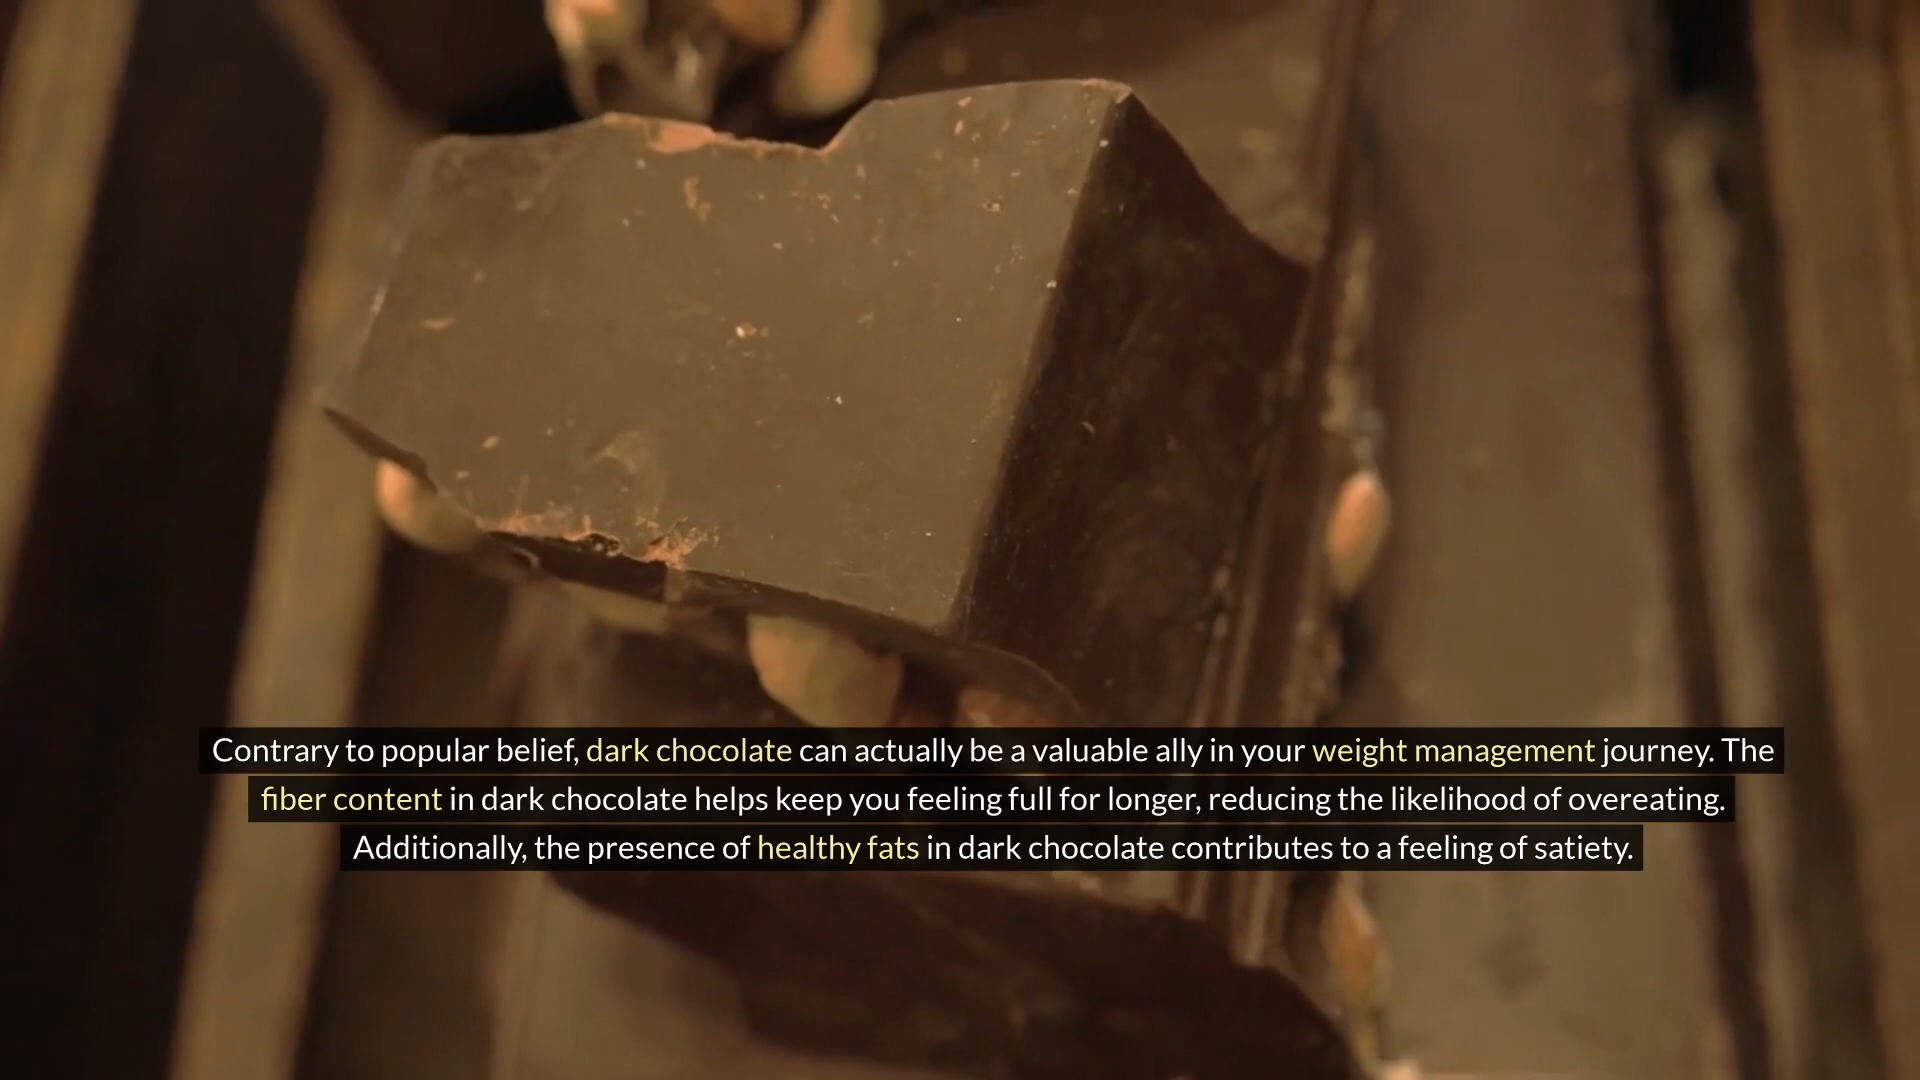 Contrary to popular belief, dark chocolate can actually be a valuable ally in your weight management journey. The
fiber content in dark chocolate helps keep you feeling full for longer, reducing the likelihood of overeating.
Additionally, the presence of healthy fats in dark chocolate contributes to a feeling of satiety.